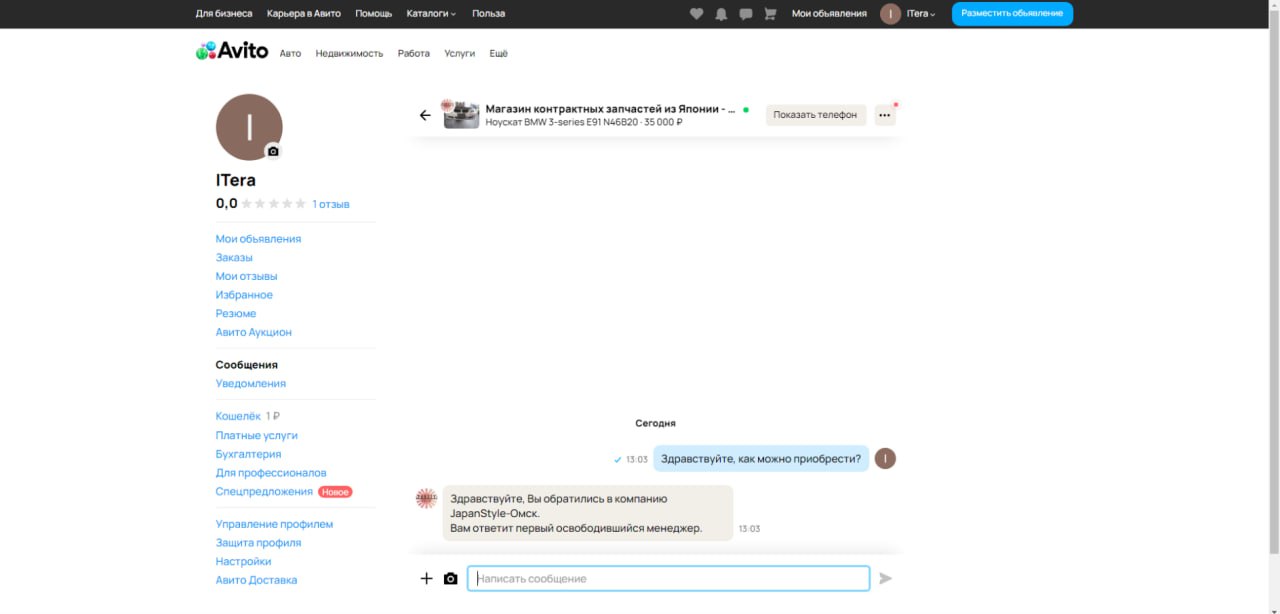 Для бизнеса Карьера в Авито Помощь Каталоги Польза Мои объявления I ITera Разместить объявление
Avito Авто Недвижимость Работа Услуги Ещё
I
ITera
0,0 1 отзыв
Мои объявления
Заказы
Мои отзывы
Избранное
Резюме
Авито Аукцион
Сообщения
Уведомления
Кошелёк 1 ₽
Платные услуги
Бухгалтерия
Для профессионалов
Спецпредложения Новое
Управление профилем
Защита профиля
Настройки
Авито Доставка
Магазин контрактных запчастей из Японии - ...
Ноускат BMW 3-series E91 N46B20 · 35 000 ₽
Показать телефон
Сегодня
13:03 Здравствуйте, как можно приобрести? I
Здравствуйте, Вы обратились в компанию
JapanStyle-Омск.
Вам ответит первый освободившийся менеджер. 13:03
Написать сообщение